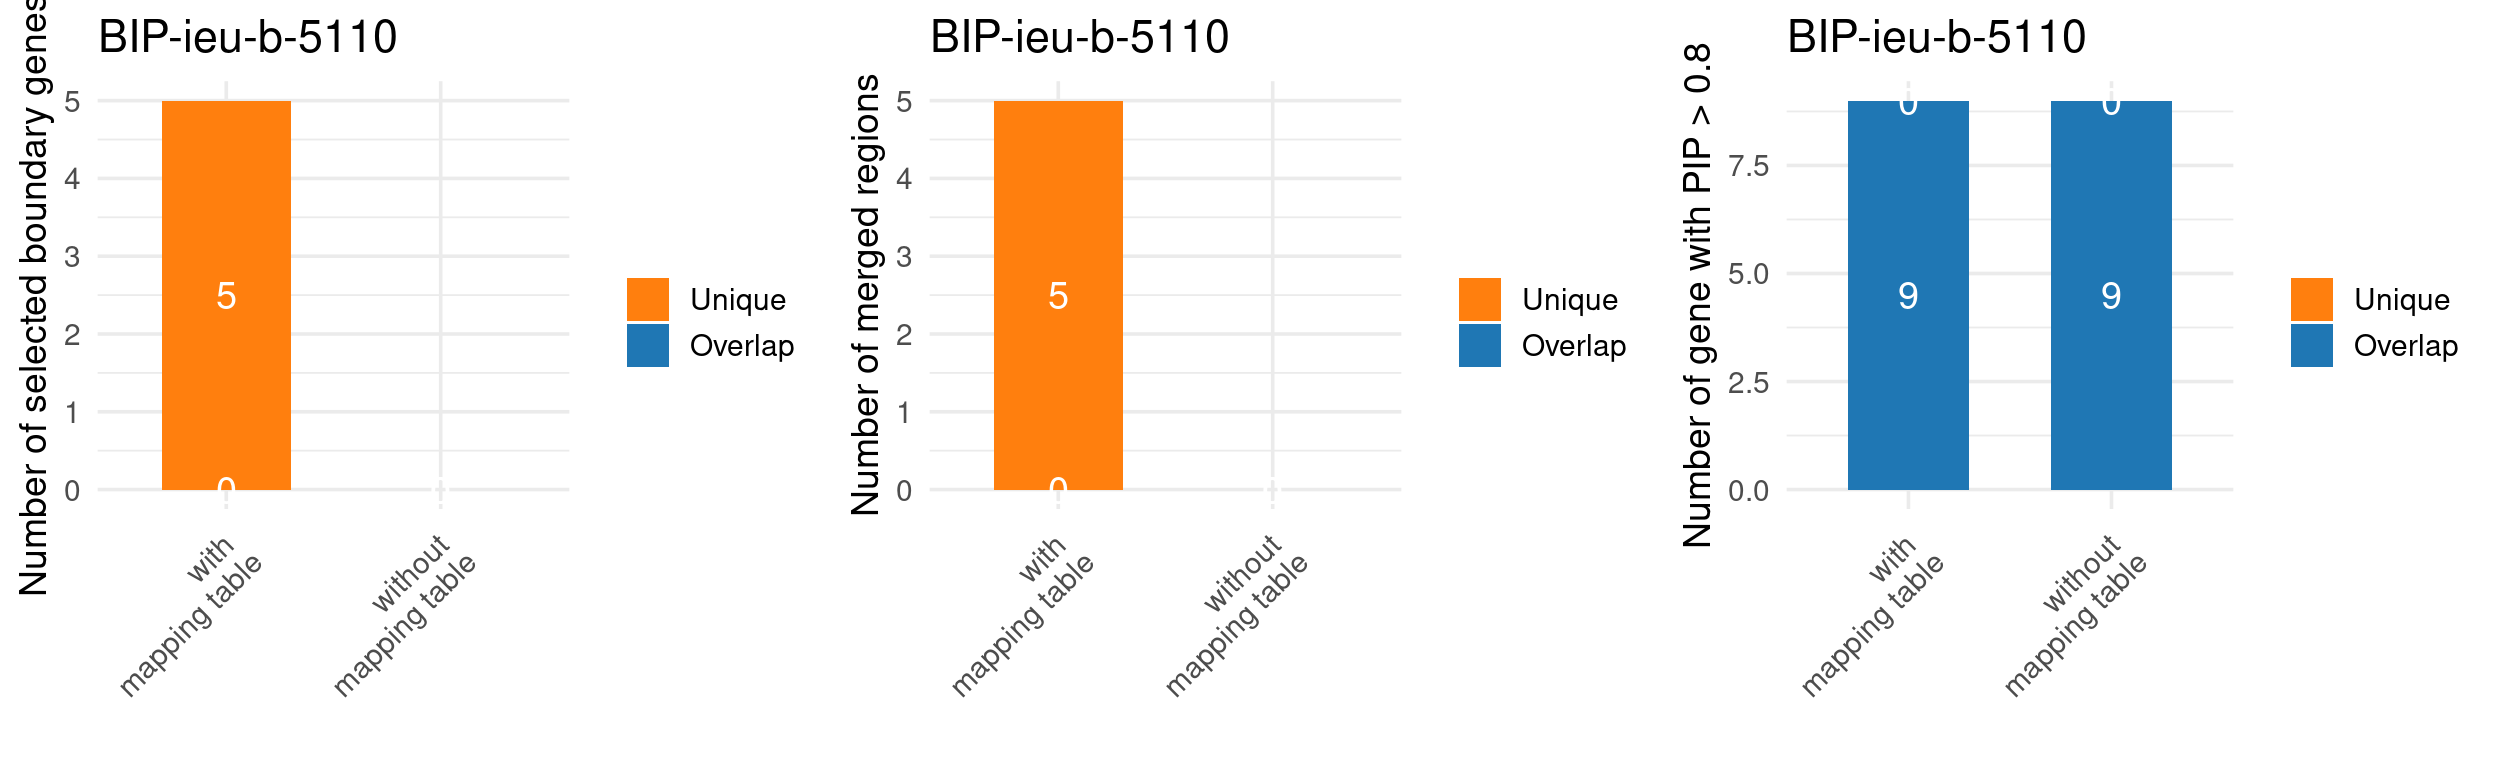 BIP-ieu-b-5110
Number of selected boundary genes
5
4
3
2
1
0
5
0
with
mapping table
without
mapping table
Unique
Overlap
BIP-ieu-b-5110
Number of merged regions
5
4
3
2
1
0
5
0
with
mapping table
without
mapping table
Unique
Overlap
BIP-ieu-b-5110
Number of gene with PIP > 0.8
7.5
5.0
2.5
0.0
0
9
0
9
with
mapping table
without
mapping table
Unique
Overlap